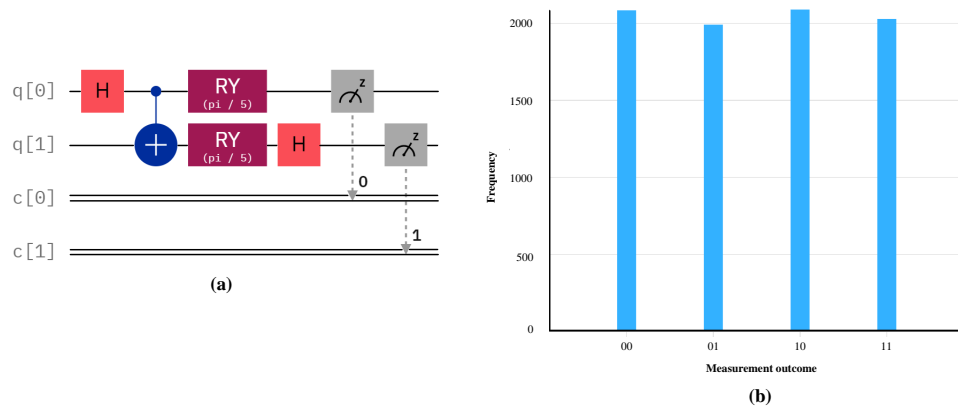 q[0] H RY (pi / 5) z
q[1] RY (pi / 5) H z
c[0] 0
c[1] 1
(a)
2000
1500
1000
500
0
Frequency
00 01 10 11
Measurement outcome
(b)